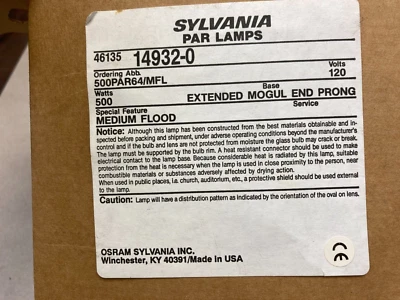 SYLVANIA
PAR LAMPS
46135 14932-0
Ordering Abb. Volts
500PAR64/MFL 120
Watts Base
500 EXTENDED MOGUL END PRONG
Special Feature Service
MEDIUM FLOOD
Notice: Although this lamp has been constructed from the best materials obtainable and in-
spected before packing and shipment, under adverse operating conditions beyond the manufacturer's
control and if the bulb and lens are not protected from moisture the glass bulb may crack or break.
The lamp must be supported by the bulb rim. A heat resistant connector should be used to make
electrical contact to the lamp base. Because considerable heat is radiated by this lamp, suitable
protection from the heat is necessary when the lamp is used in close proximity to the person, near
combustible materials or substances adversely affected by drying action.
When used in public places, i.e. church, auditorium, etc., a protective shield should be used external
to the lamp.
Caution: Lamp will have a distribution pattern as indicated by the orientation of the oval on lens.
OSRAM SYLVANIA INC.
Winchester, KY 40391/Made in USA
CE